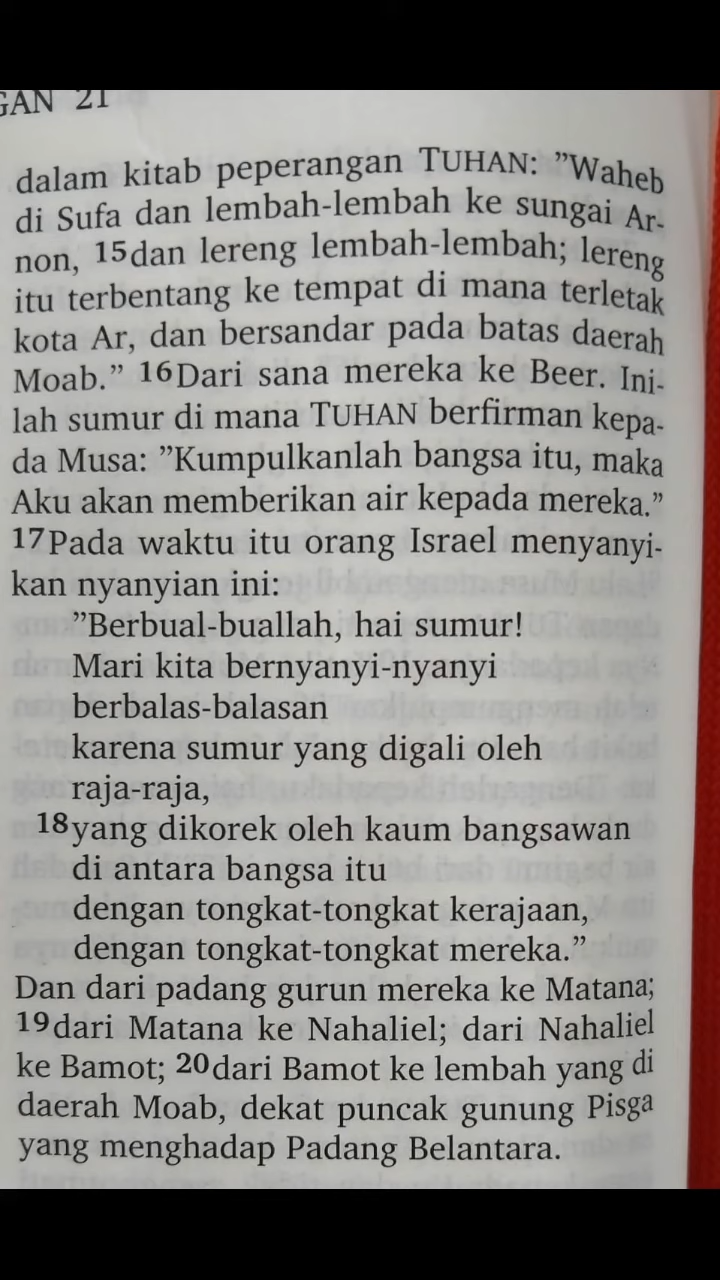 GAN 21
dalam kitab peperangan TUHAN: ”Waheb
di Sufa dan lembah-lembah ke sungai Ar-
non, 15dan lereng lembah-lembah; lereng
itu terbentang ke tempat di mana terletak
kota Ar, dan bersandar pada batas daerah
Moab.” 16Dari sana mereka ke Beer. Ini-
lah sumur di mana TUHAN berfirman kepa-
da Musa: ”Kumpulkanlah bangsa itu, maka
Aku akan memberikan air kepada mereka.”
17Pada waktu itu orang Israel menyanyi-
kan nyanyian ini:
”Berbual-buallah, hai sumur!
Mari kita bernyanyi-nyanyi
berbalas-balasan
karena sumur yang digali oleh
raja-raja,
18yang dikorek oleh kaum bangsawan
di antara bangsa itu
dengan tongkat-tongkat kerajaan,
dengan tongkat-tongkat mereka.”
Dan dari padang gurun mereka ke Matana;
19dari Matana ke Nahaliel; dari Nahaliel
ke Bamot; 20dari Bamot ke lembah yang di
daerah Moab, dekat puncak gunung Pisga
yang menghadap Padang Belantara.